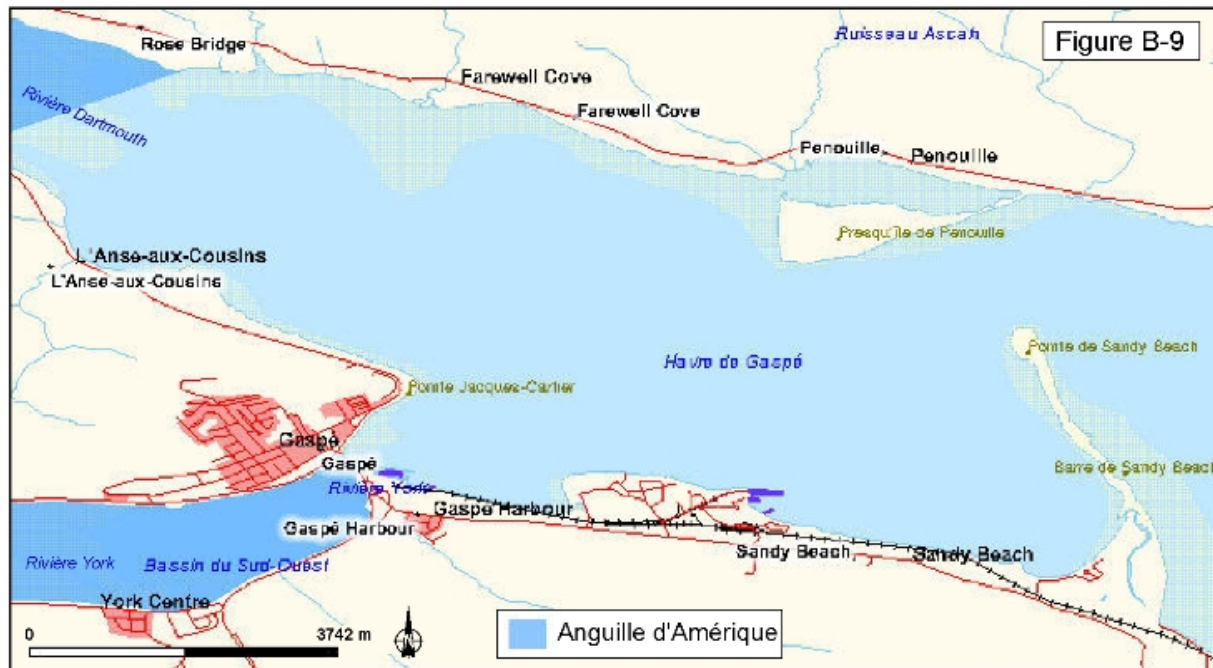 Figure B-9
Ruisseau Ascah
Rose Bridge
Farewell Cove
Rivière Dartmouth
Farewell Cove
Penouille
Penouille
Presqu'île de Penouille
L'Anse-aux-Cousins
L'Anse-aux-Cousins
Pointe de Sandy Beach
Havre de Gaspé
Pointe Jacques-Cartier
Gaspé
Gaspé
Barre de Sandy Beach
Rivière York
Gaspé Harbour
Gaspé Harbour
Sandy Beach
Sandy Beach
Rivière York
Bassin du Sud-Ouest
York Centre
0
3742 m
Anguille d'Amérique